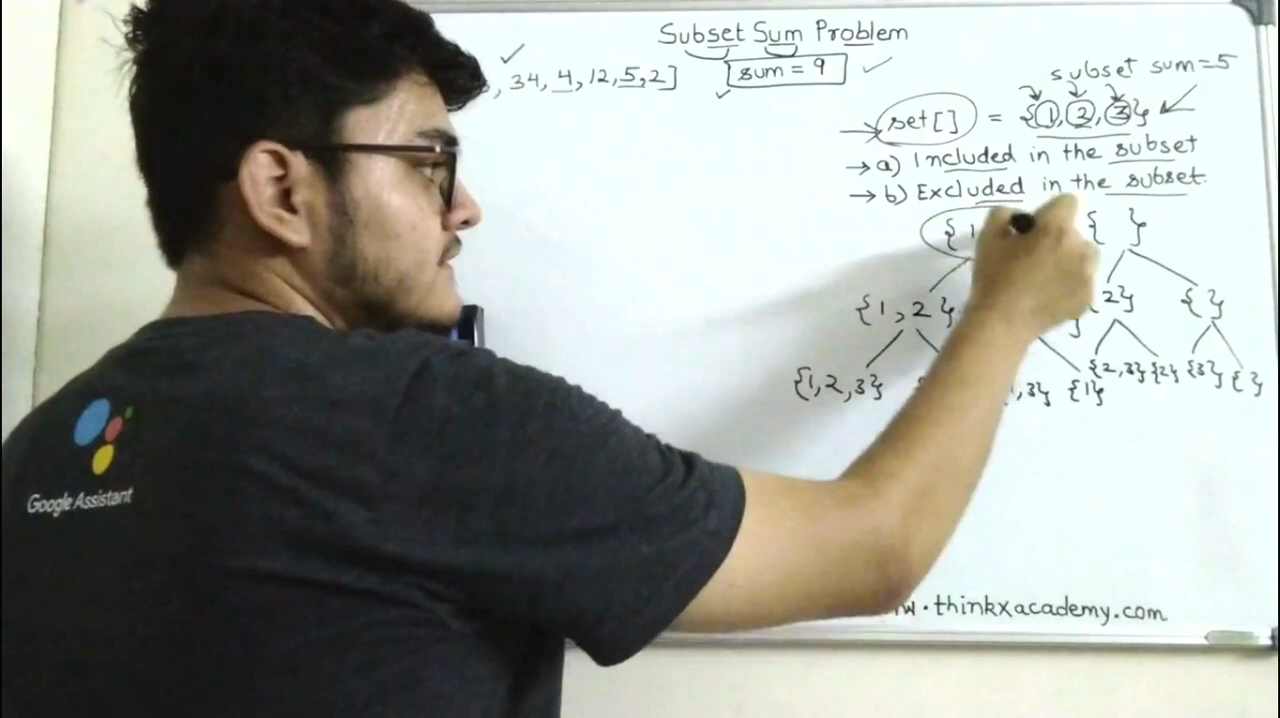 Subset Sum Problem
, 34, 4, 12, 5, 2] sum = 9
subset sum=5
set[] = {1, 2, 3}
→ a) Included in the subset
→ b) Excluded in the subset.
{1 { }
{1, 2} 2} { }
{1, 2, 3} ,3} {1} {2,3} {2} {3} { }
Google Assistant
.thinkxacademy.com